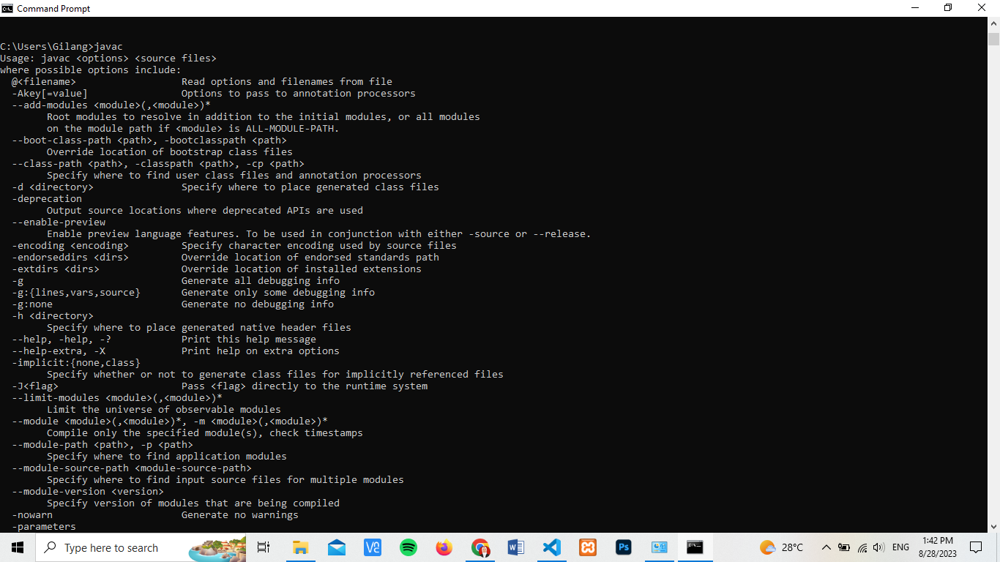 Command Prompt
C:\Users\Gilang>javac
Usage: javac <options> <source files>
where possible options include:
  @<filename>                  Read options and filenames from file
  -Akey[=value]                Options to pass to annotation processors
  --add-modules <module>(,<module>)*
        Root modules to resolve in addition to the initial modules, or all modules
        on the module path if <module> is ALL-MODULE-PATH.
  --boot-class-path <path>, -bootclasspath <path>
        Override location of bootstrap class files
  --class-path <path>, -classpath <path>, -cp <path>
        Specify where to find user class files and annotation processors
  -d <directory>               Specify where to place generated class files
  -deprecation
        Output source locations where deprecated APIs are used
  --enable-preview
        Enable preview language features. To be used in conjunction with either -source or --release.
  -encoding <encoding>         Specify character encoding used by source files
  -endorseddirs <dirs>         Override location of endorsed standards path
  -extdirs <dirs>              Override location of installed extensions
  -g                           Generate all debugging info
  -g:{lines,vars,source}       Generate only some debugging info
  -g:none                      Generate no debugging info
  -h <directory>
        Specify where to place generated native header files
  --help, -help, -?            Print this help message
  --help-extra, -X             Print help on extra options
  -implicit:{none,class}
        Specify whether or not to generate class files for implicitly referenced files
  -J<flag>                     Pass <flag> directly to the runtime system
  --limit-modules <module>(,<module>)*
        Limit the universe of observable modules
  --module <module>(,<module>)*, -m <module>(,<module>)*
        Compile only the specified module(s), check timestamps
  --module-path <path>, -p <path>
        Specify where to find application modules
  --module-source-path <module-source-path>
        Specify where to find input source files for multiple modules
  --module-version <version>
        Specify version of modules that are being compiled
  -nowarn                      Generate no warnings
  -parameters
Type here to search
28°C
ENG
1:42 PM
8/28/2023